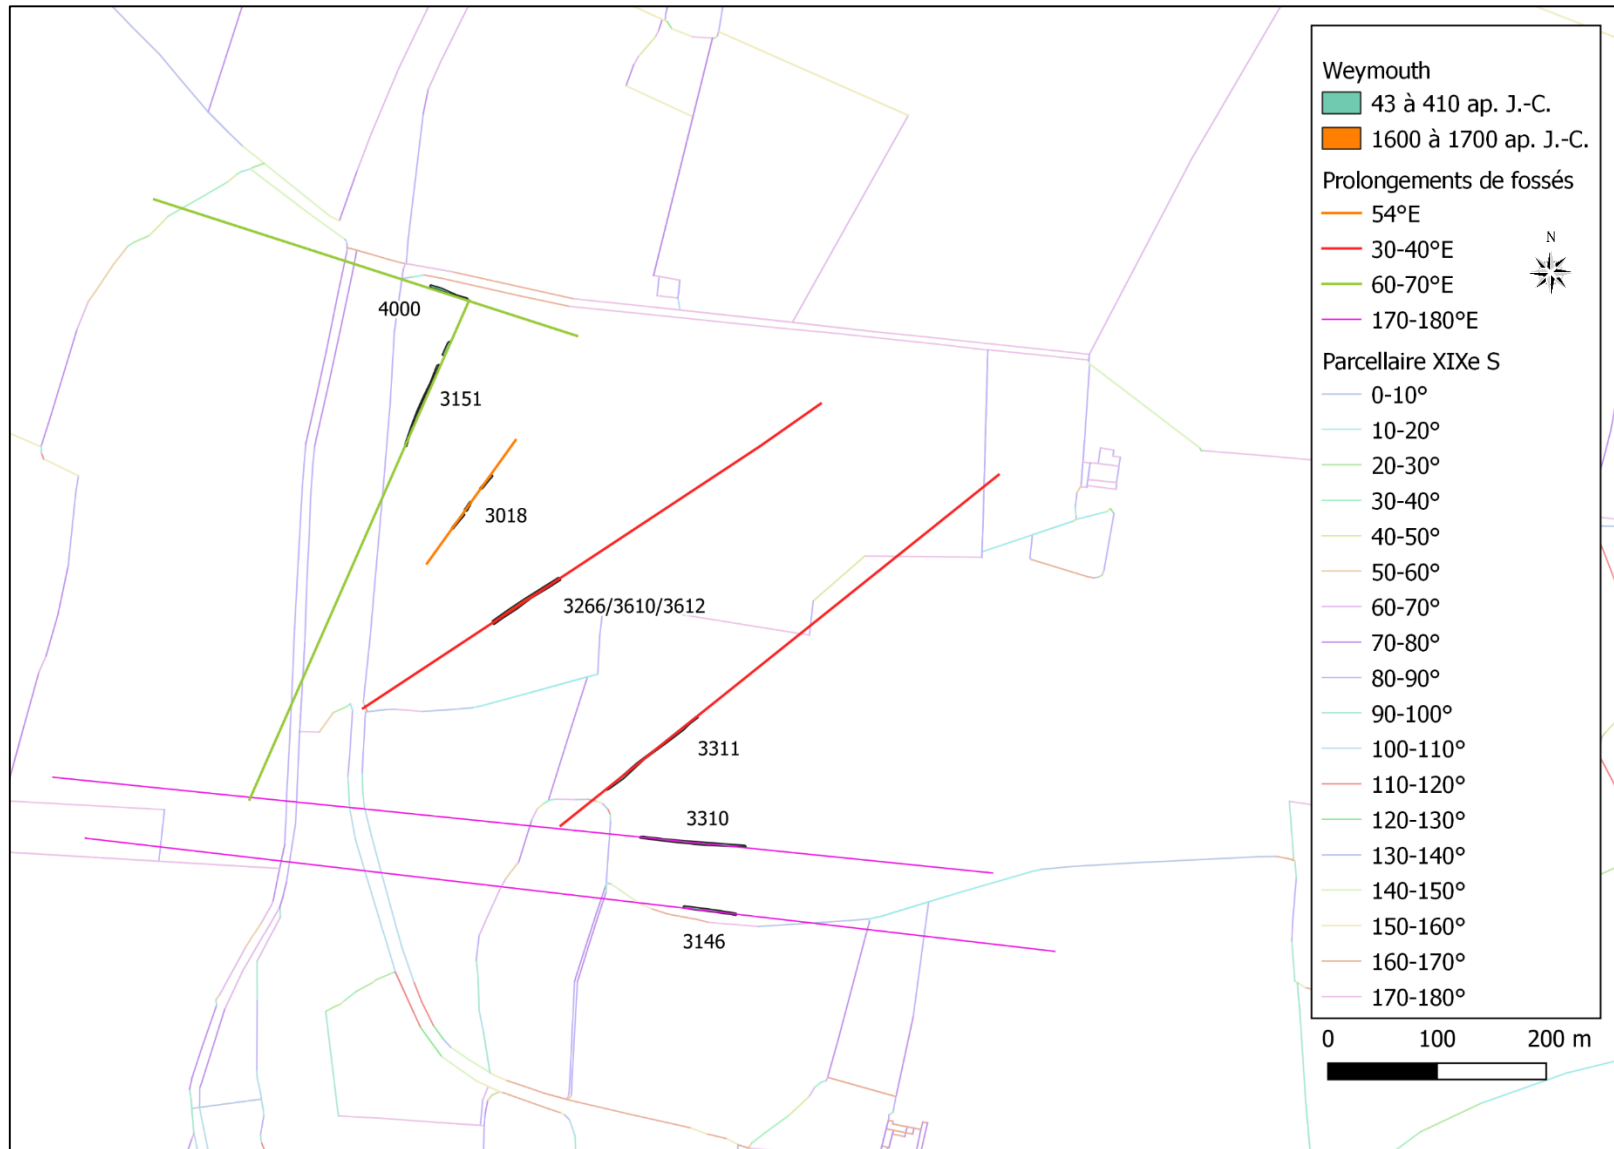 Weymouth
43 à 410 ap. J.-C.
1600 à 1700 ap. J.-C.
Prolongements de fossés
54°E
30-40°E
60-70°E
170-180°E
N
Parcellaire XIXe S
0-10°
10-20°
20-30°
30-40°
40-50°
50-60°
60-70°
70-80°
80-90°
90-100°
100-110°
110-120°
120-130°
130-140°
140-150°
150-160°
160-170°
170-180°
0 100 200 m
4000
3151
3018
3266/3610/3612
3311
3310
3146